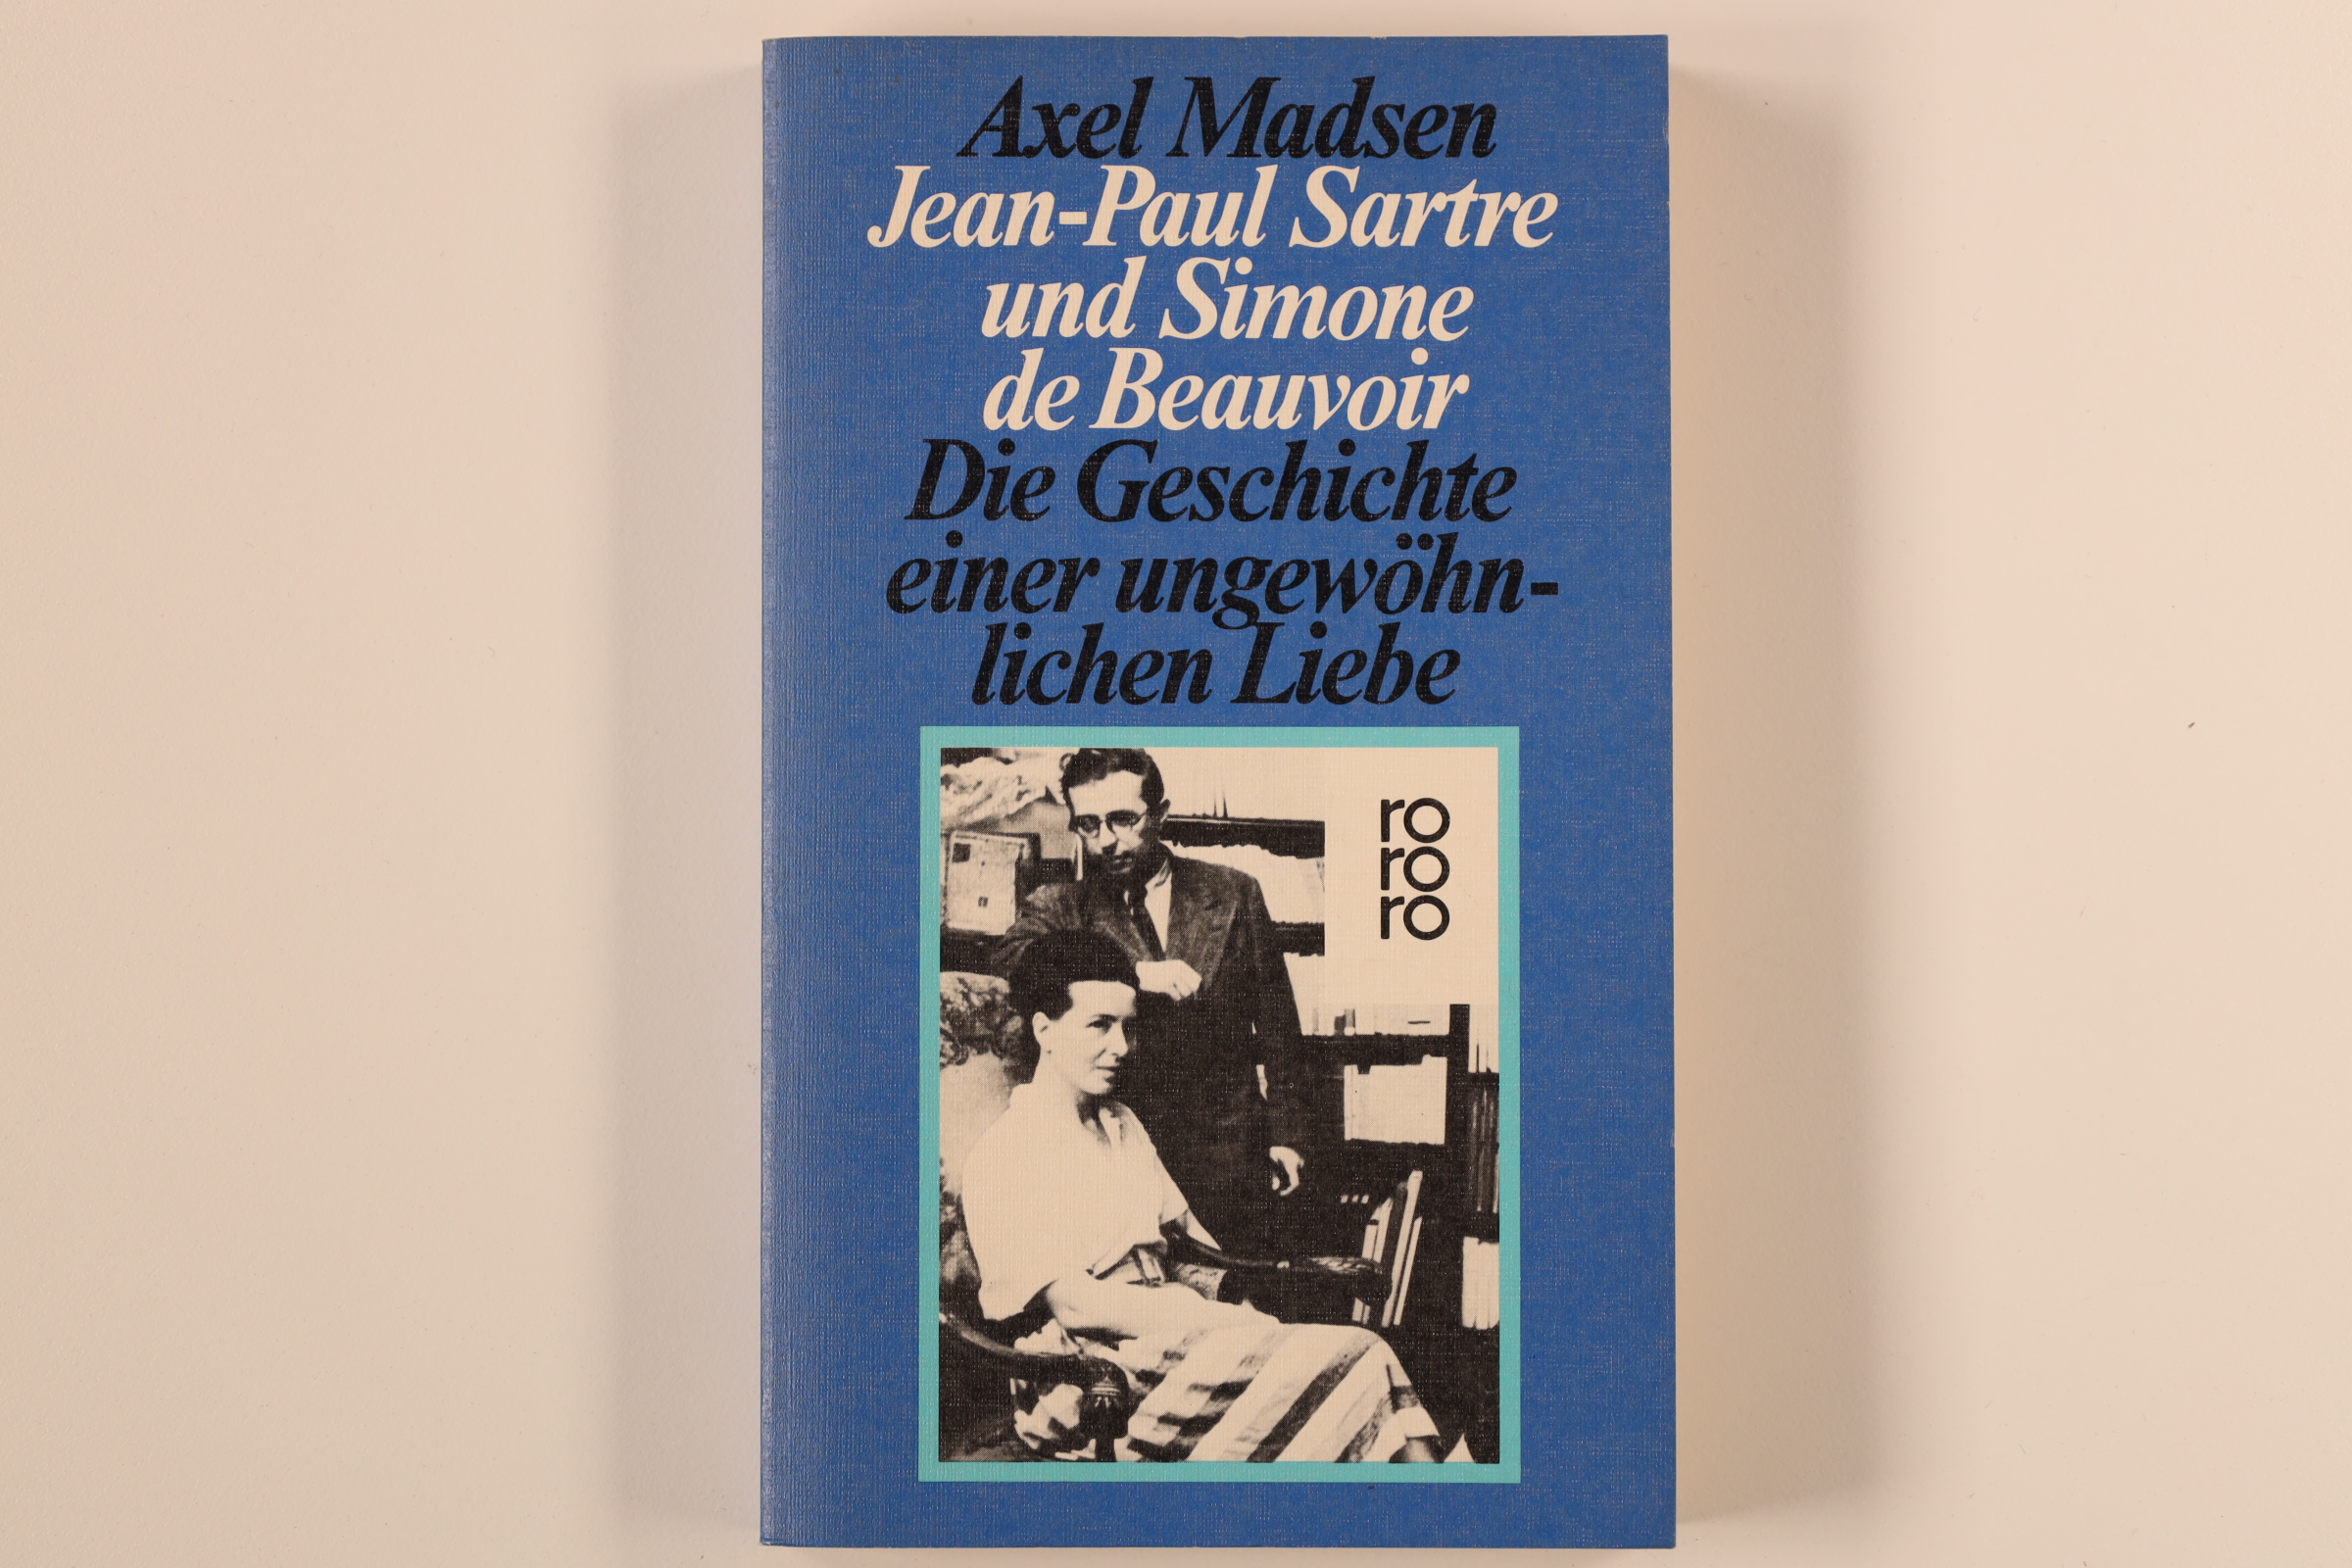 Axel Madsen
Jean-Paul Sartre
und Simone
de Beauvoir
Die Geschichte
einer ungewöhn-
lichen Liebe
ro
ro
ro